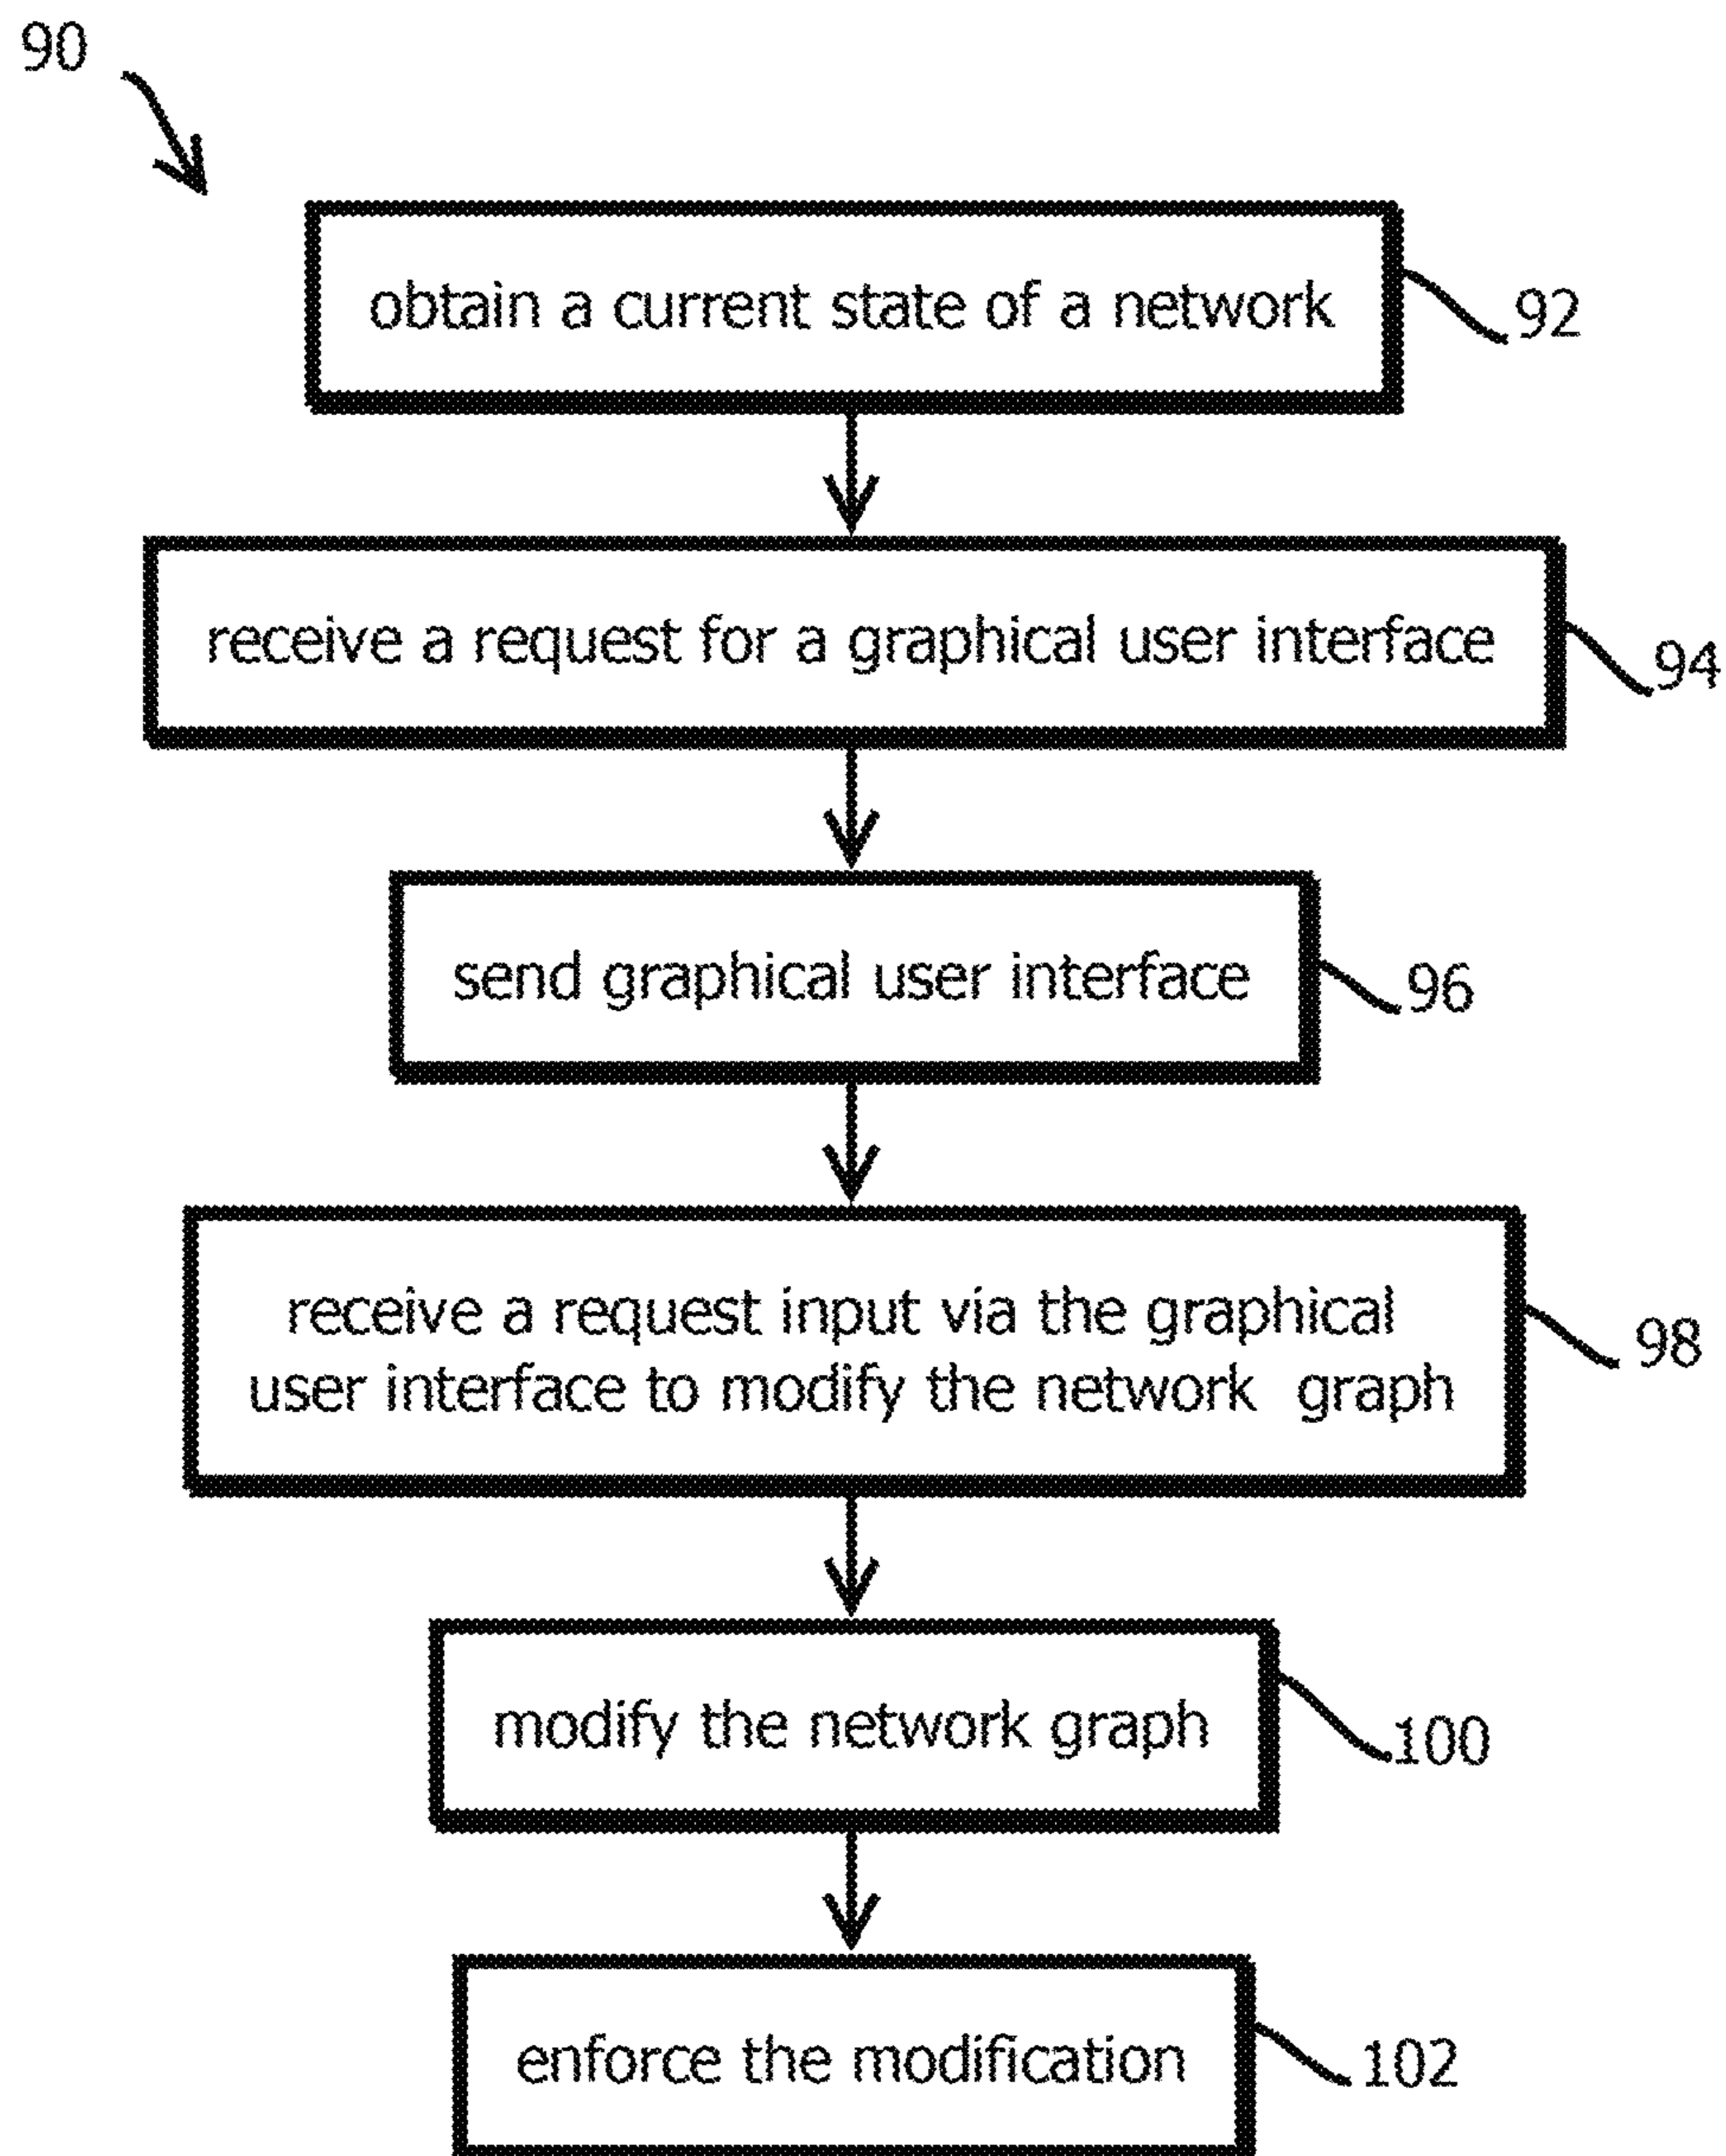 90
obtain a current state of a network
92
receive a request for a graphical user interface
94
send graphical user interface
96
receive a request input via the graphical
user interface to modify the network graph
98
modify the network graph
100
enforce the modification
102